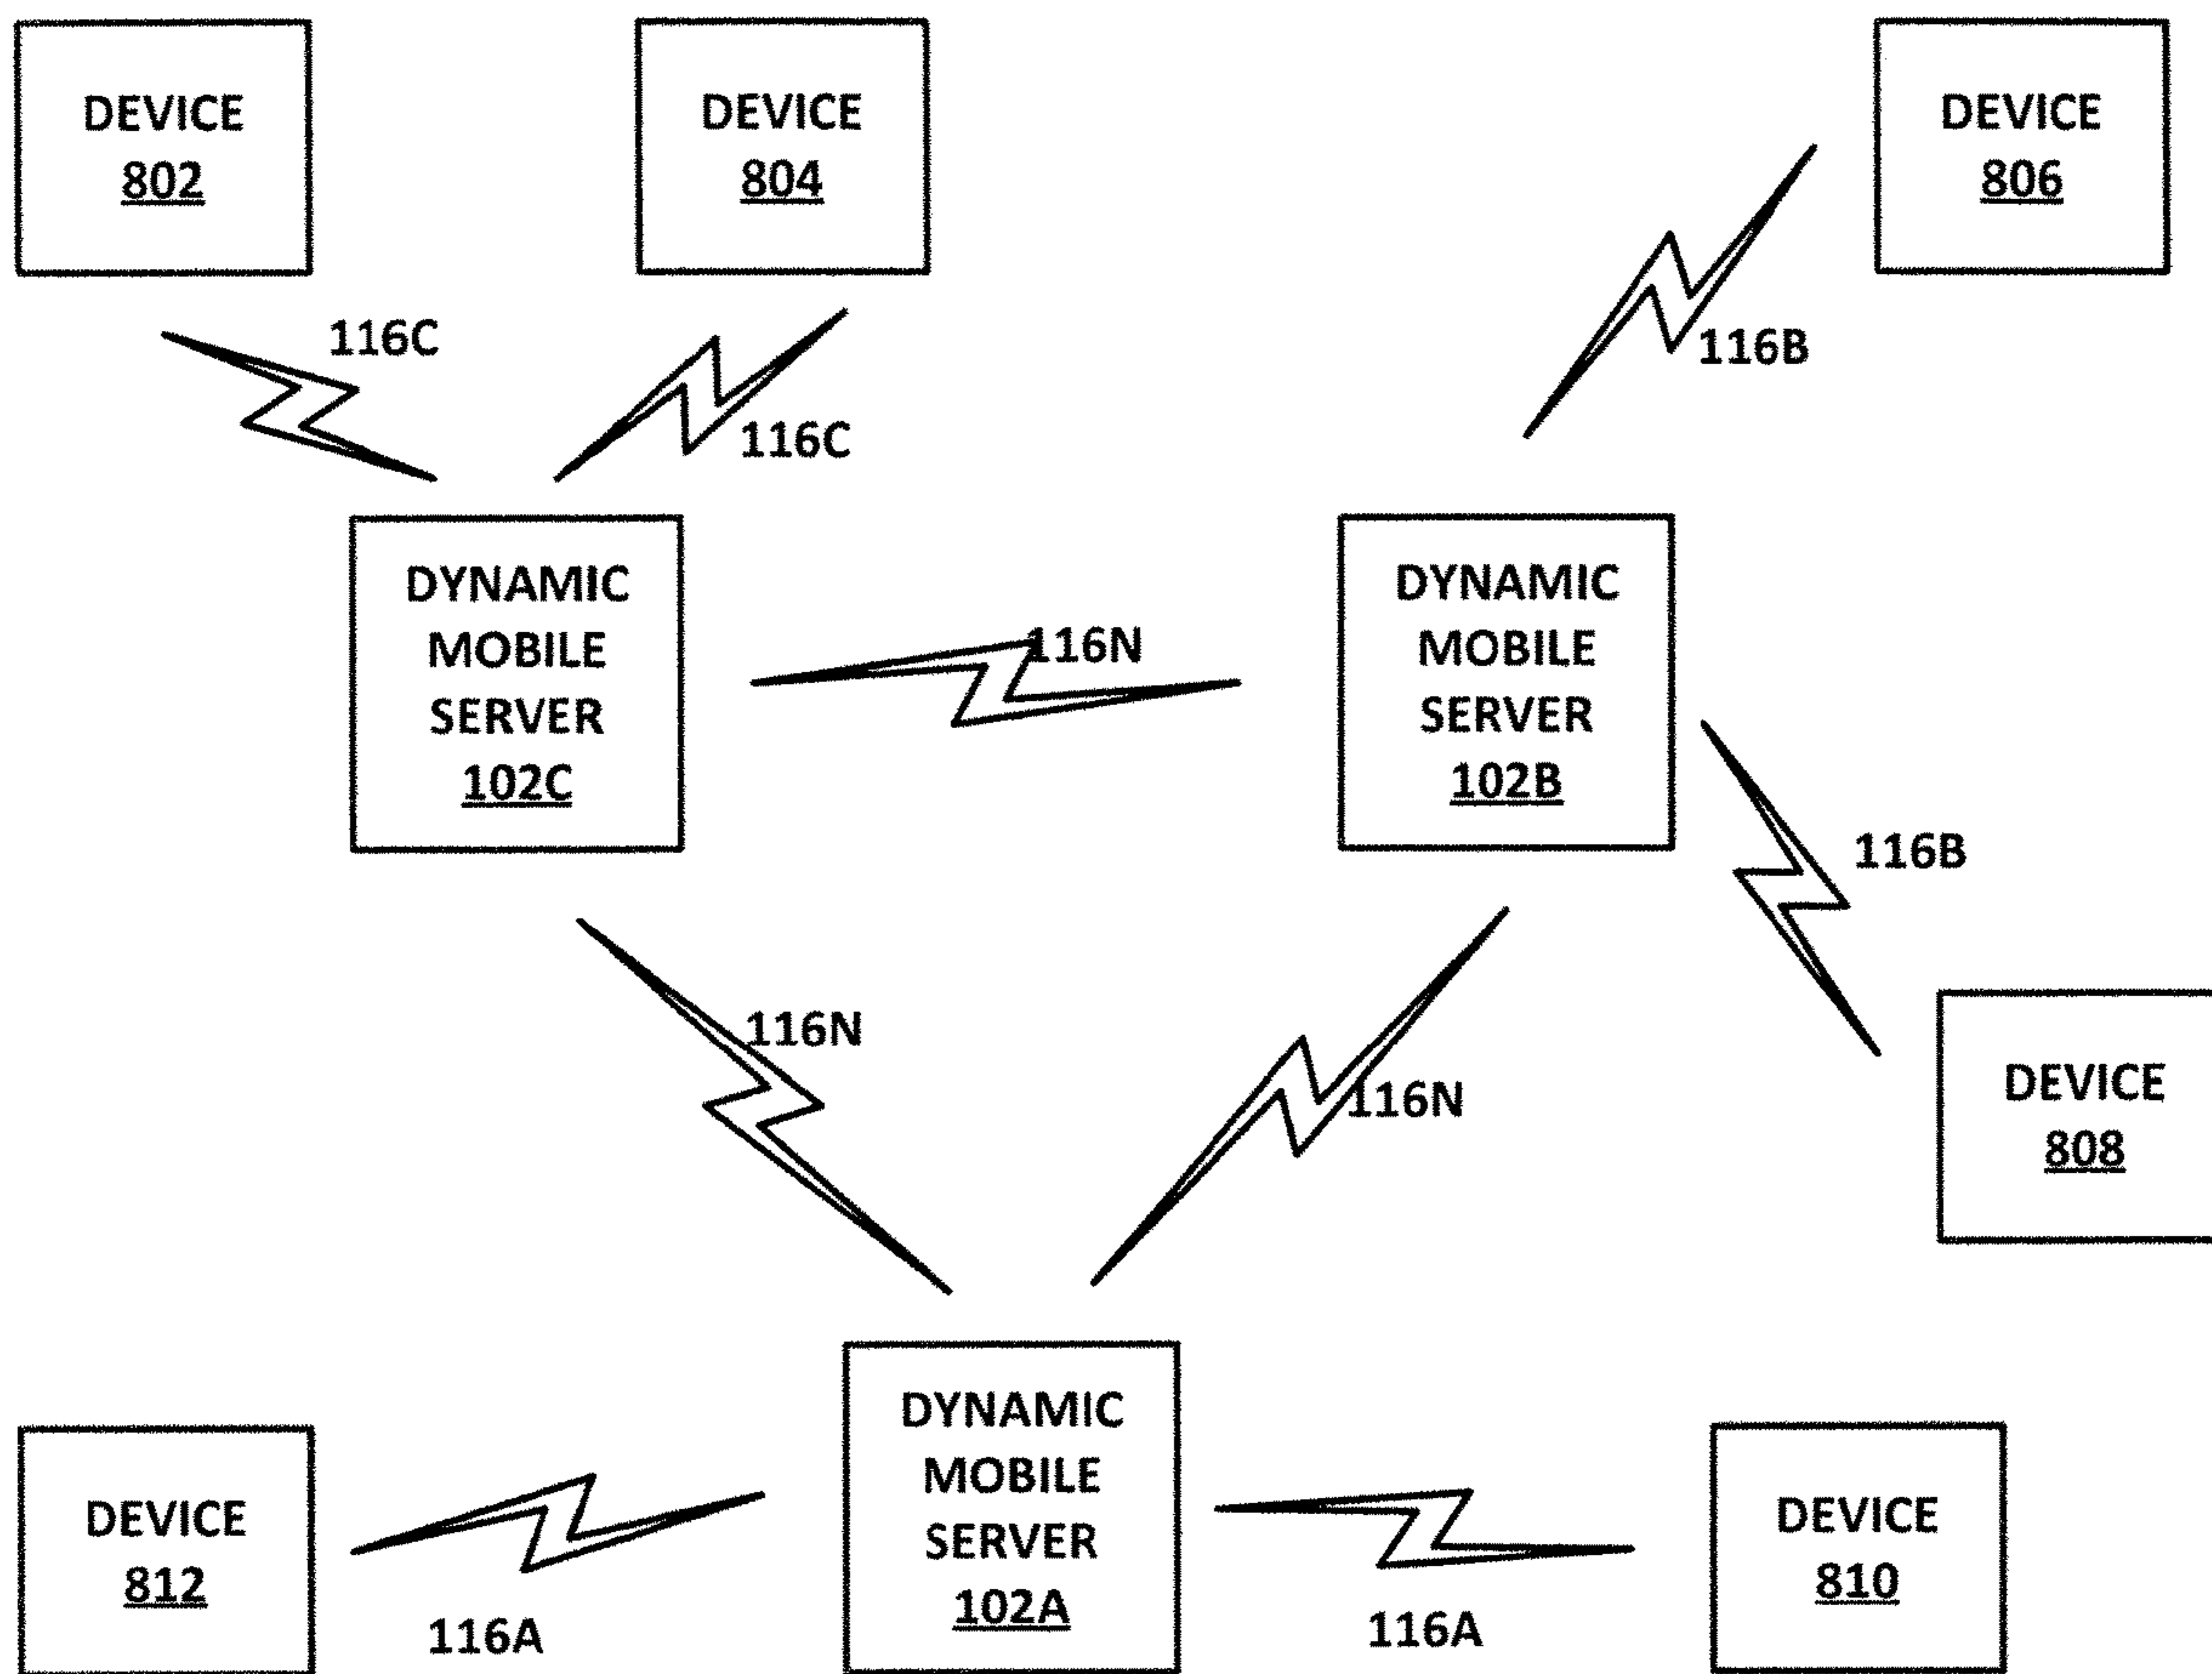 DEVICE
802
DEVICE
804
DEVICE
806
116C
116C
116B
DYNAMIC
MOBILE
SERVER
102C
116N
DYNAMIC
MOBILE
SERVER
102B
116B
116N
116N
DEVICE
808
DEVICE
812
116A
DYNAMIC
MOBILE
SERVER
102A
116A
DEVICE
810